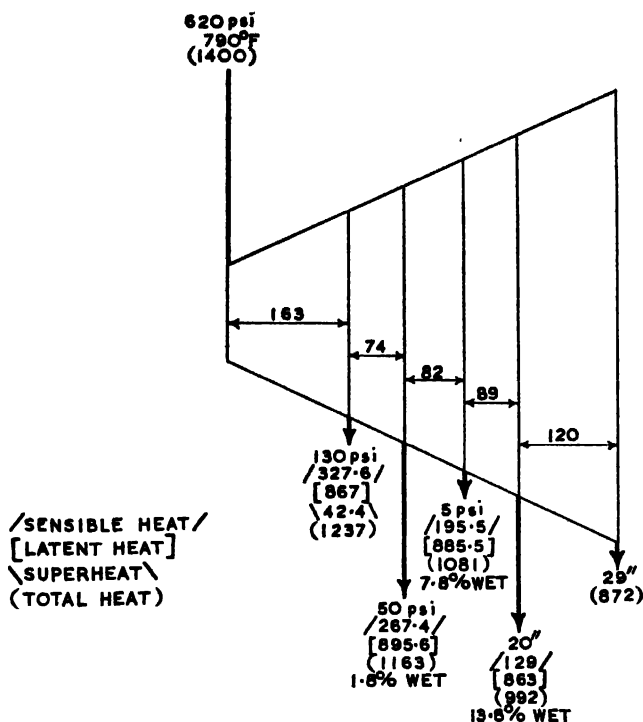 620 psi
790°F
(1400)
163
74
82
89
120
130 psi
/327·6/
[867]
\42·4\
(1237)
50 psi
/267·4/
[895·6]
(1163)
1·8% WET
5 psi
/195·5/
[885·5]
(1081)
7·8% WET
20"
/129/
[863]
(992)
13·8% WET
29"
(872)
/SENSIBLE HEAT/
[LATENT HEAT]
\SUPERHEAT\
(TOTAL HEAT)